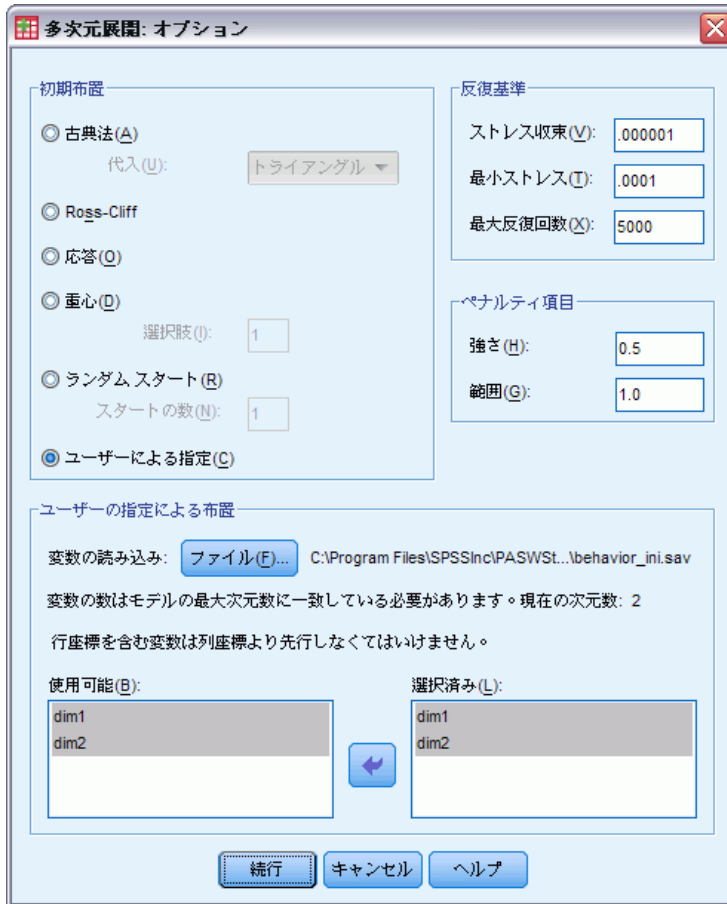 多次元展開: オプション
初期布置
古典法(A)
代入(U):
トライアングル
Ross-Cliff
応答(O)
重心(D)
選択肢(I):
1
ランダム スタート(R)
スタートの数(N):
1
ユーザーによる指定(C)
反復基準
ストレス収束(V):
.000001
最小ストレス(T):
.0001
最大反復回数(X):
5000
ペナルティ項目
強さ(H):
0.5
範囲(G):
1.0
ユーザーの指定による布置
変数の読み込み:
ファイル(F)...
C:\Program Files\SPSSInc\PASWSt...\behavior_ini.sav
変数の数はモデルの最大次元数に一致している必要があります。現在の次元数: 2
行座標を含む変数は列座標より先行しなくてはいけません。
使用可能(B):
dim1
dim2
選択済み(L):
dim1
dim2
続行
キャンセル
ヘルプ